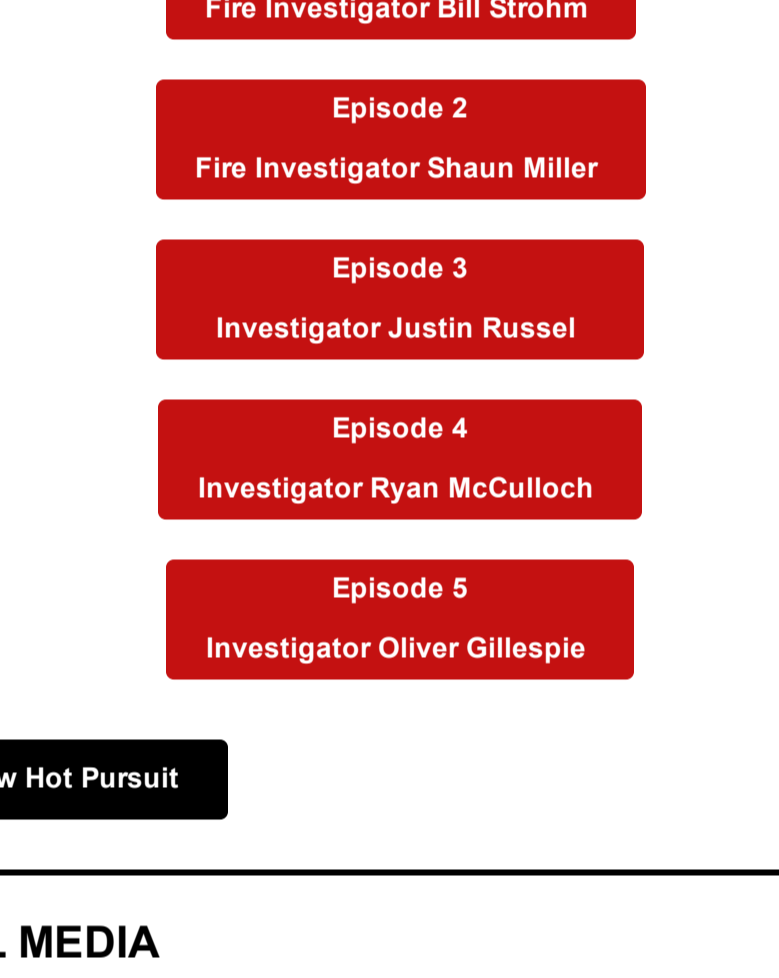 Fire Investigator Bill Strohm
Episode 2
Fire Investigator Shaun Miller
Episode 3
Investigator Justin Russel
Episode 4
Investigator Ryan McCulloch
Episode 5
Investigator Oliver Gillespie
w Hot Pursuit
MEDIA